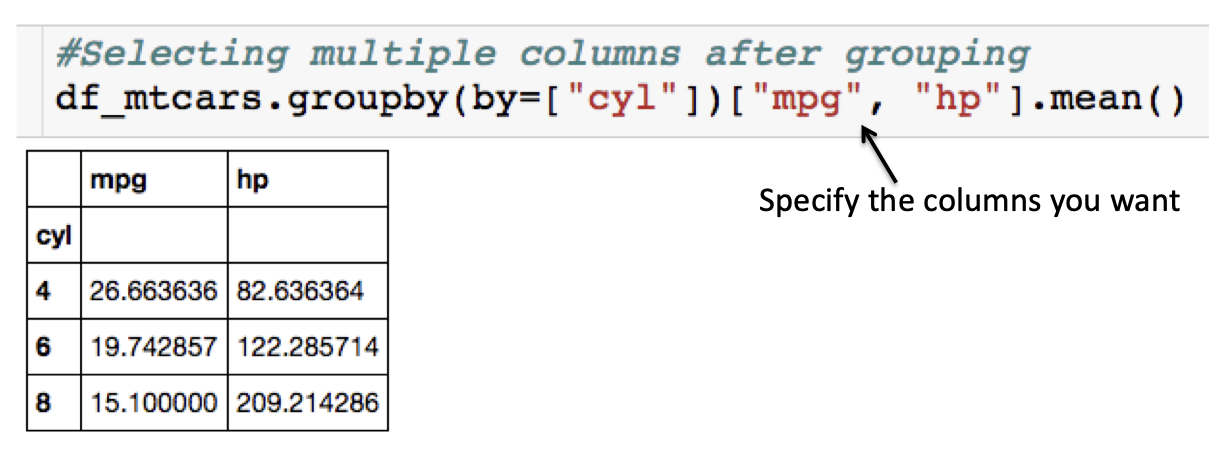 #Selecting multiple columns after grouping
df_mtcars.groupby(by=["cyl"])["mpg", "hp"].mean()
Specify the columns you want
mpg hp
cyl
4 26.663636 82.636364
6 19.742857 122.285714
8 15.100000 209.214286